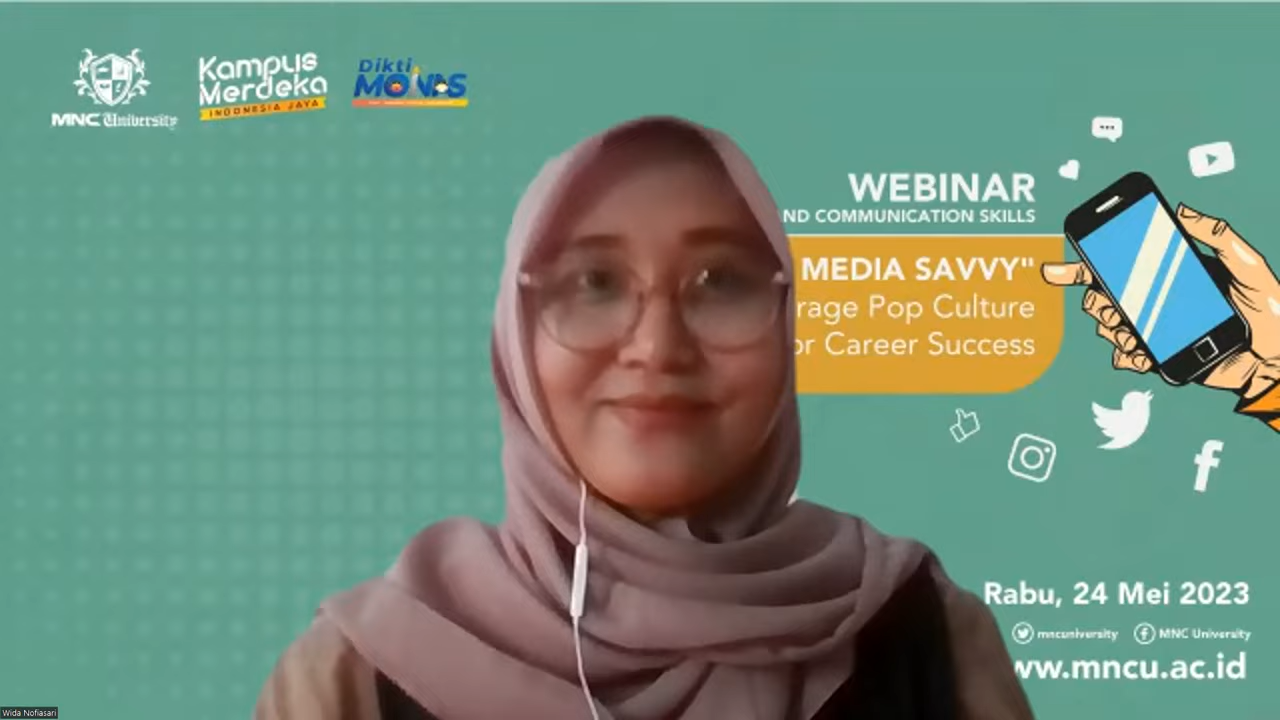 MNC University
Kampus
Merdeka
INDONESIA JAYA
Dikti
MONAS
WEBINAR
ND COMMUNICATION SKILLS
MEDIA SAVVY"
rage Pop Culture
or Career Success
Rabu, 24 Mei 2023
mncuniversity MNC University
ww.mncu.ac.id
Wida Nofiasari